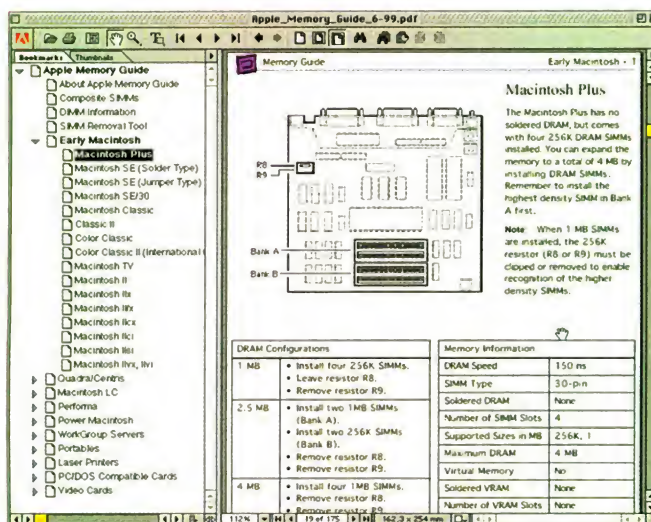 Apple_Memory_Guide_6-99.pdf
Bookmarks
Thumbnails
Apple Memory Guide
About Apple Memory Guide
Composite SIMMs
DIMM Information
SIMM Removal Tool
Early Macintosh
Macintosh Plus
Macintosh SE (Solder Type)
Macintosh SE (Jumper Type)
Macintosh SE/30
Macintosh Classic
Classic II
Color Classic
Color Classic II (International
Macintosh TV
Macintosh II
Macintosh IIx
Macintosh IIfx
Macintosh IIcx
Macintosh IIci
Macintosh IIsi
Macintosh IIvx, IIvi
Quadra/Centris
Macintosh LC
Performa
Power Macintosh
WorkGroup Servers
Portables
Laser Printers
PC/DOS Compatible Cards
Video Cards
Memory Guide
Early Macintosh • 1
R8
R9
Bank A
Bank B
Macintosh Plus
The Macintosh Plus has no
soldered DRAM, but comes
with four 256K DRAM SIMMs
installed. You can expand the
memory to a total of 4 MB by
installing DRAM SIMMs.
Remember to install the
highest density SIMM in Bank
A first.
Note: When 1 MB SIMMs
are installed, the 256K
resistor (R8 or R9) must be
clipped or removed to enable
recognition of the higher
density SIMMs.
DRAM Configurations
1 MB
• Install four 256K SIMMs.
• Leave resistor R8.
• Remove resistor R9.
2.5 MB
• Install two 1MB SIMMs
(Bank A).
• Install two 256K SIMMs
(Bank B).
• Remove resistor R8.
• Remove resistor R9.
4 MB
• Install four 1MB SIMMs.
• Remove resistor R8.
• Remove resistor R9.
Memory Information
DRAM Speed 150 ns
SIMM Type 30-pin
Soldered DRAM None
Number of SIMM Slots 4
Supported Sizes in MB 256K, 1
Maximum DRAM 4 MB
Virtual Memory No
Soldered VRAM None
Number of VRAM Slots None
112%
19 of 175
162.3 x 254 mm